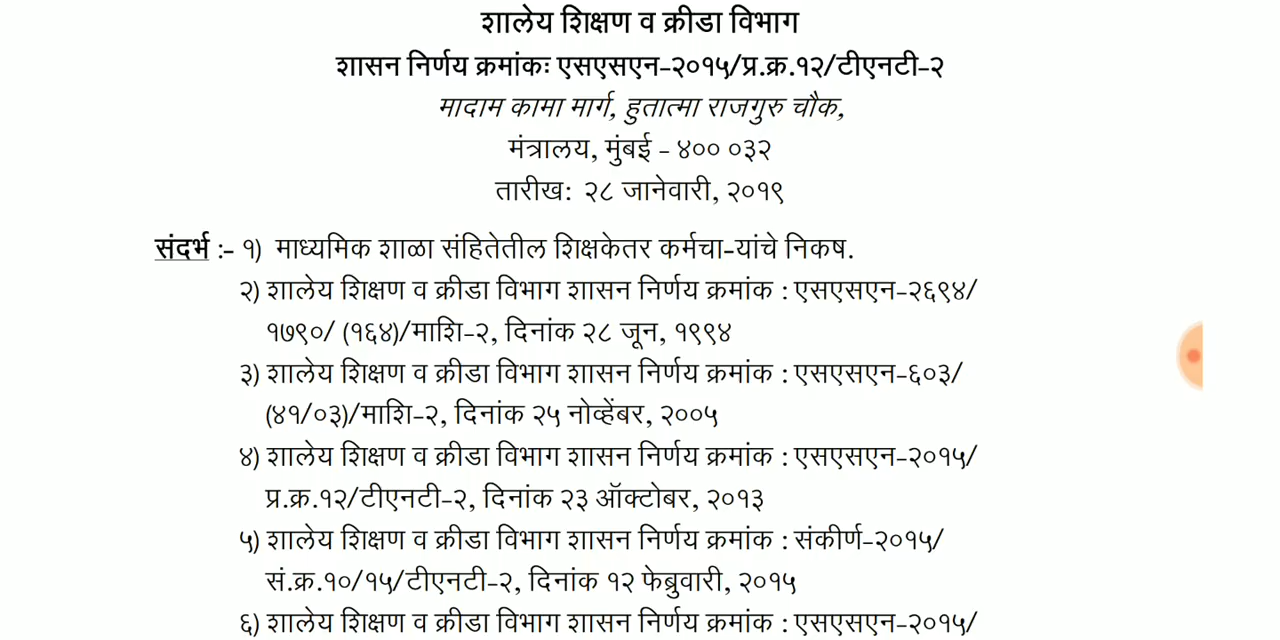 शालेय शिक्षण व क्रीडा विभाग
शासन निर्णय क्रमांकः एसएसएन-२०१५/प्र.क्र.१२/टीएनटी-२
मादाम कामा मार्ग, हुतात्मा राजगुरु चौक,
मंत्रालय, मुंबई - ४०० ०३२
तारीख: २८ जानेवारी, २०१९
संदर्भ :- १) माध्यमिक शाळा संहितेतील शिक्षकेतर कर्मचा-यांचे निकष.
२) शालेय शिक्षण व क्रीडा विभाग शासन निर्णय क्रमांक : एसएसएन-२६९४/
१७९०/ (१६४)/माशि-२, दिनांक २८ जून, १९९४
३) शालेय शिक्षण व क्रीडा विभाग शासन निर्णय क्रमांक : एसएसएन-६०३/
(४१/०३)/माशि-२, दिनांक २५ नोव्हेंबर, २००५
४) शालेय शिक्षण व क्रीडा विभाग शासन निर्णय क्रमांक : एसएसएन-२०१५/
प्र.क्र.१२/टीएनटी-२, दिनांक २३ ऑक्टोबर, २०१३
५) शालेय शिक्षण व क्रीडा विभाग शासन निर्णय क्रमांक : संकीर्ण-२०१५/
सं.क्र.१०/१५/टीएनटी-२, दिनांक १२ फेब्रुवारी, २०१५
६) शालेय शिक्षण व क्रीडा विभाग शासन निर्णय क्रमांक : एसएसएन-२०१५/